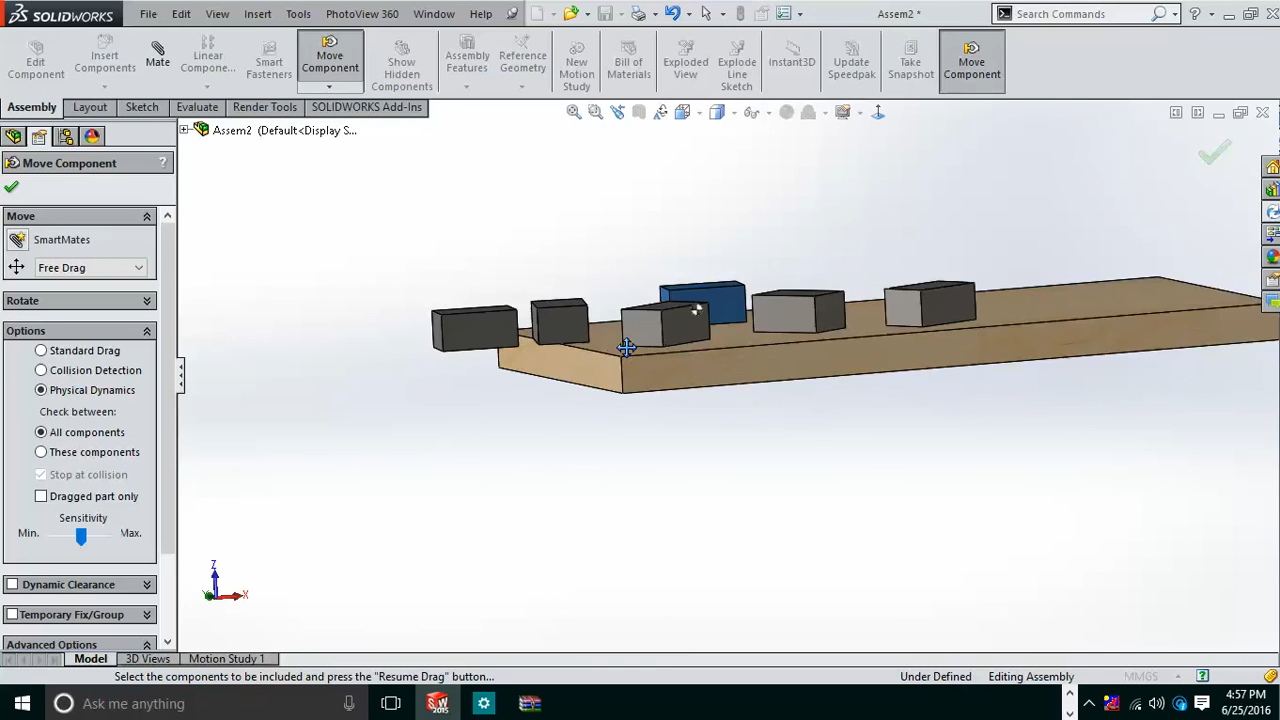 SOLIDWORKS File Edit View Insert Tools PhotoView 360 Window Help Assem2 * Search Commands
Edit Component
Insert Components
Mate
Linear Compone...
Smart Fasteners
Move Component
Show Hidden Components
Assembly Features
Reference Geometry
New Motion Study
Bill of Materials
Exploded View
Explode Line Sketch
Instant3D
Update Speedpak
Take Snapshot
Move Component
Assembly Layout Sketch Evaluate Render Tools SOLIDWORKS Add-Ins
Assem2 (Default<Display S...
Move Component ?
Move
SmartMates
Free Drag
Rotate
Options
Standard Drag
Collision Detection
Physical Dynamics
Check between:
All components
These components
Stop at collision
Dragged part only
Sensitivity
Min. Max.
Dynamic Clearance
Temporary Fix/Group
Advanced Options
Z
Y X
Model 3D Views Motion Study 1
Select the components to be included and press the "Resume Drag" button... Under Defined Editing Assembly MMGS
Ask me anything
SW 2015
4:57 PM
6/25/2016